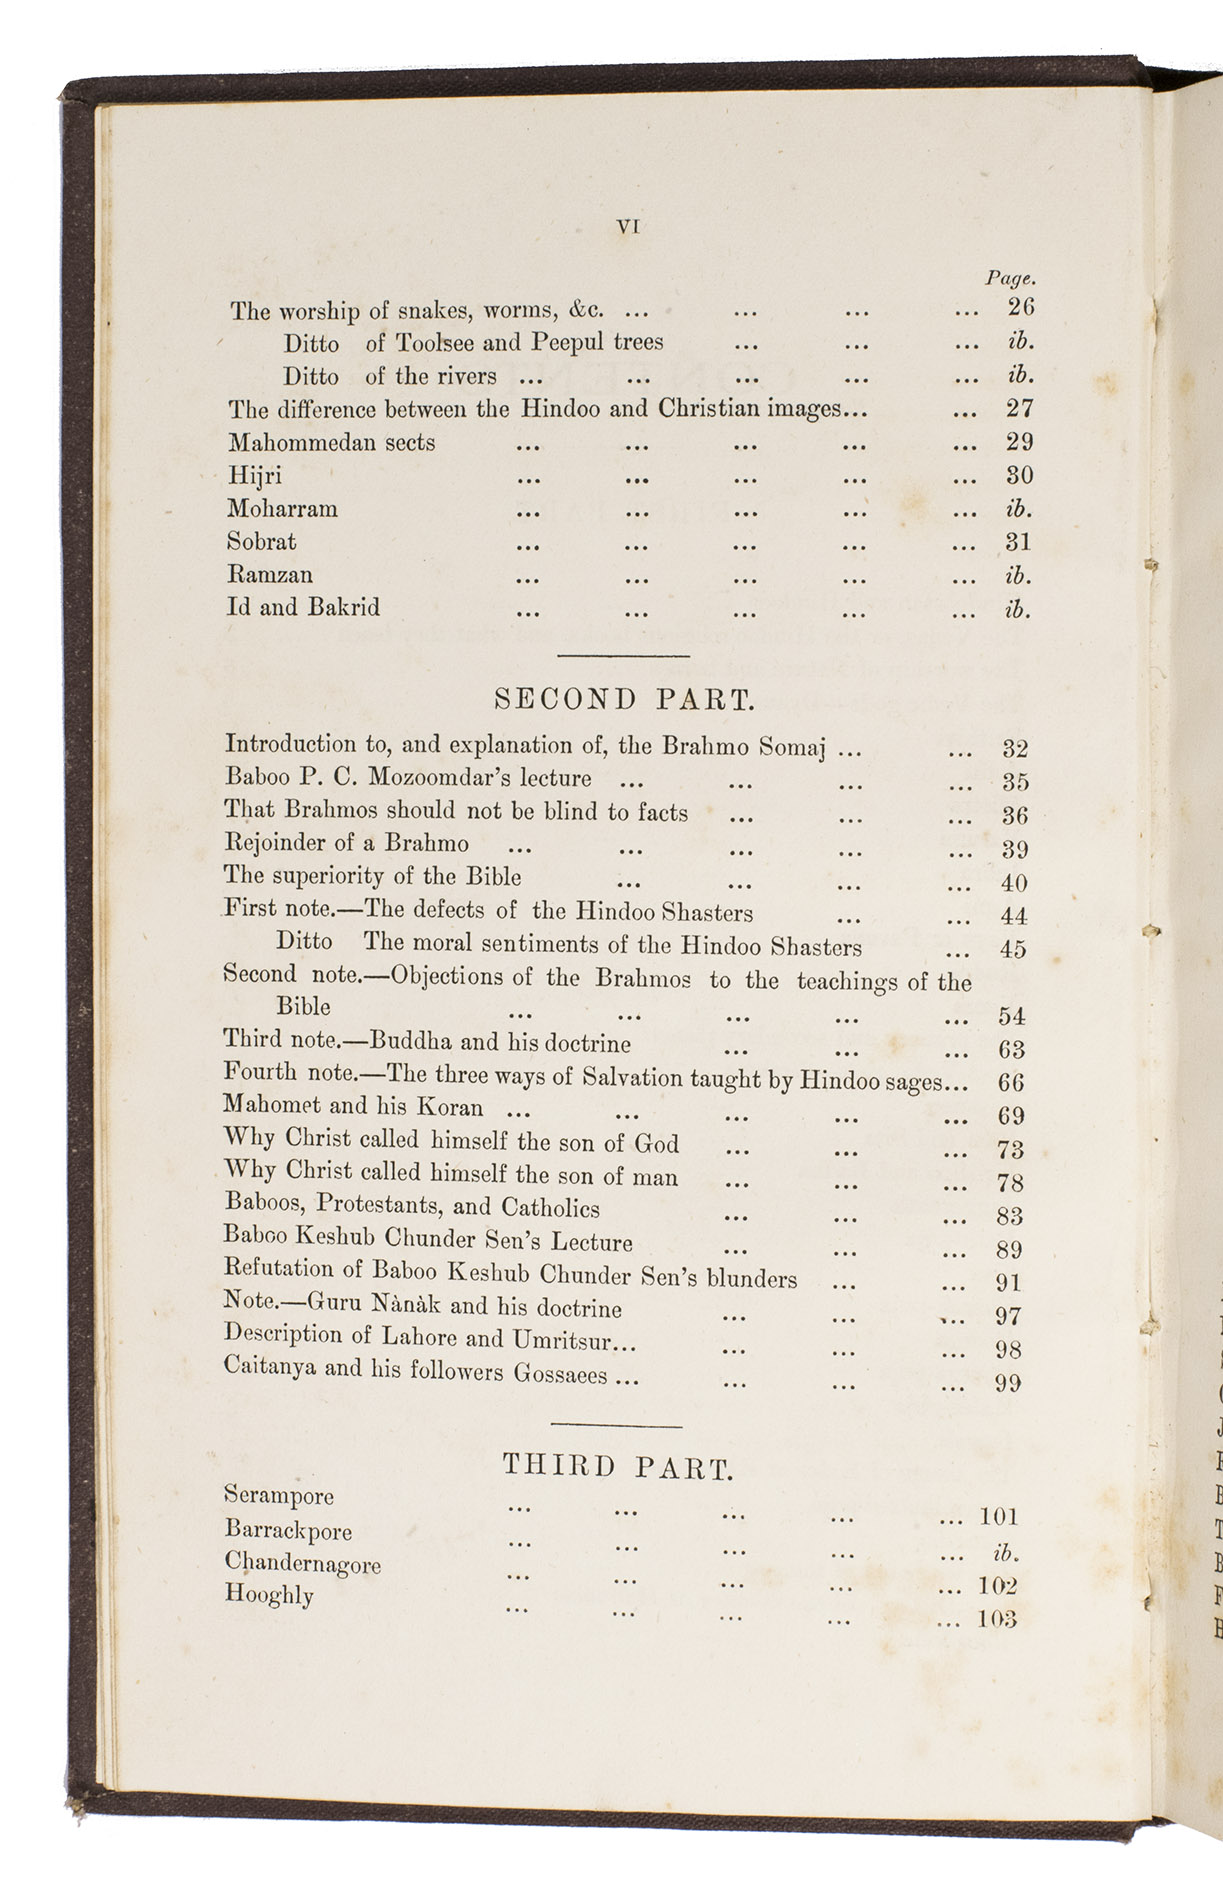 VI
Page.
The worship of snakes, worms, &c. ... ... ... ... 26
Ditto of Toolsee and Peepul trees ... ... ... ib.
Ditto of the rivers ... ... ... ... ... ib.
The difference between the Hindoo and Christian images... ... 27
Mahommedan sects ... ... ... ... ... 29
Hijri ... ... ... ... ... 30
Moharram ... ... ... ... ... ib.
Sobrat ... ... ... ... ... 31
Ramzan ... ... ... ... ... ib.
Id and Bakrid ... ... ... ... ... ib.
SECOND PART.
Introduction to, and explanation of, the Brahmo Somaj ... ... 32
Baboo P. C. Mozoomdar's lecture ... ... ... ... 35
That Brahmos should not be blind to facts ... ... ... 36
Rejoinder of a Brahmo ... ... ... ... ... 39
The superiority of the Bible ... ... ... ... 40
First note.—The defects of the Hindoo Shasters ... ... 44
Ditto The moral sentiments of the Hindoo Shasters ... 45
Second note.—Objections of the Brahmos to the teachings of the
Bible ... ... ... ... ... 54
Third note.—Buddha and his doctrine ... ... ... 63
Fourth note.—The three ways of Salvation taught by Hindoo sages... 66
Mahomet and his Koran ... ... ... ... ... 69
Why Christ called himself the son of God ... ... ... 73
Why Christ called himself the son of man ... ... ... 78
Baboos, Protestants, and Catholics ... ... ... 83
Baboo Keshub Chunder Sen's Lecture ... ... ... 89
Refutation of Baboo Keshub Chunder Sen's blunders ... ... 91
Note.—Guru Nànàk and his doctrine ... ... ... 97
Description of Lahore and Umritsur... ... ... ... 98
Caitanya and his followers Gossaees ... ... ... ... 99
THIRD PART.
Serampore ... ... ... ... ... 101
Barrackpore ... ... ... ... ... ib.
Chandernagore ... ... ... ... ... 102
Hooghly ... ... ... ... ... 103